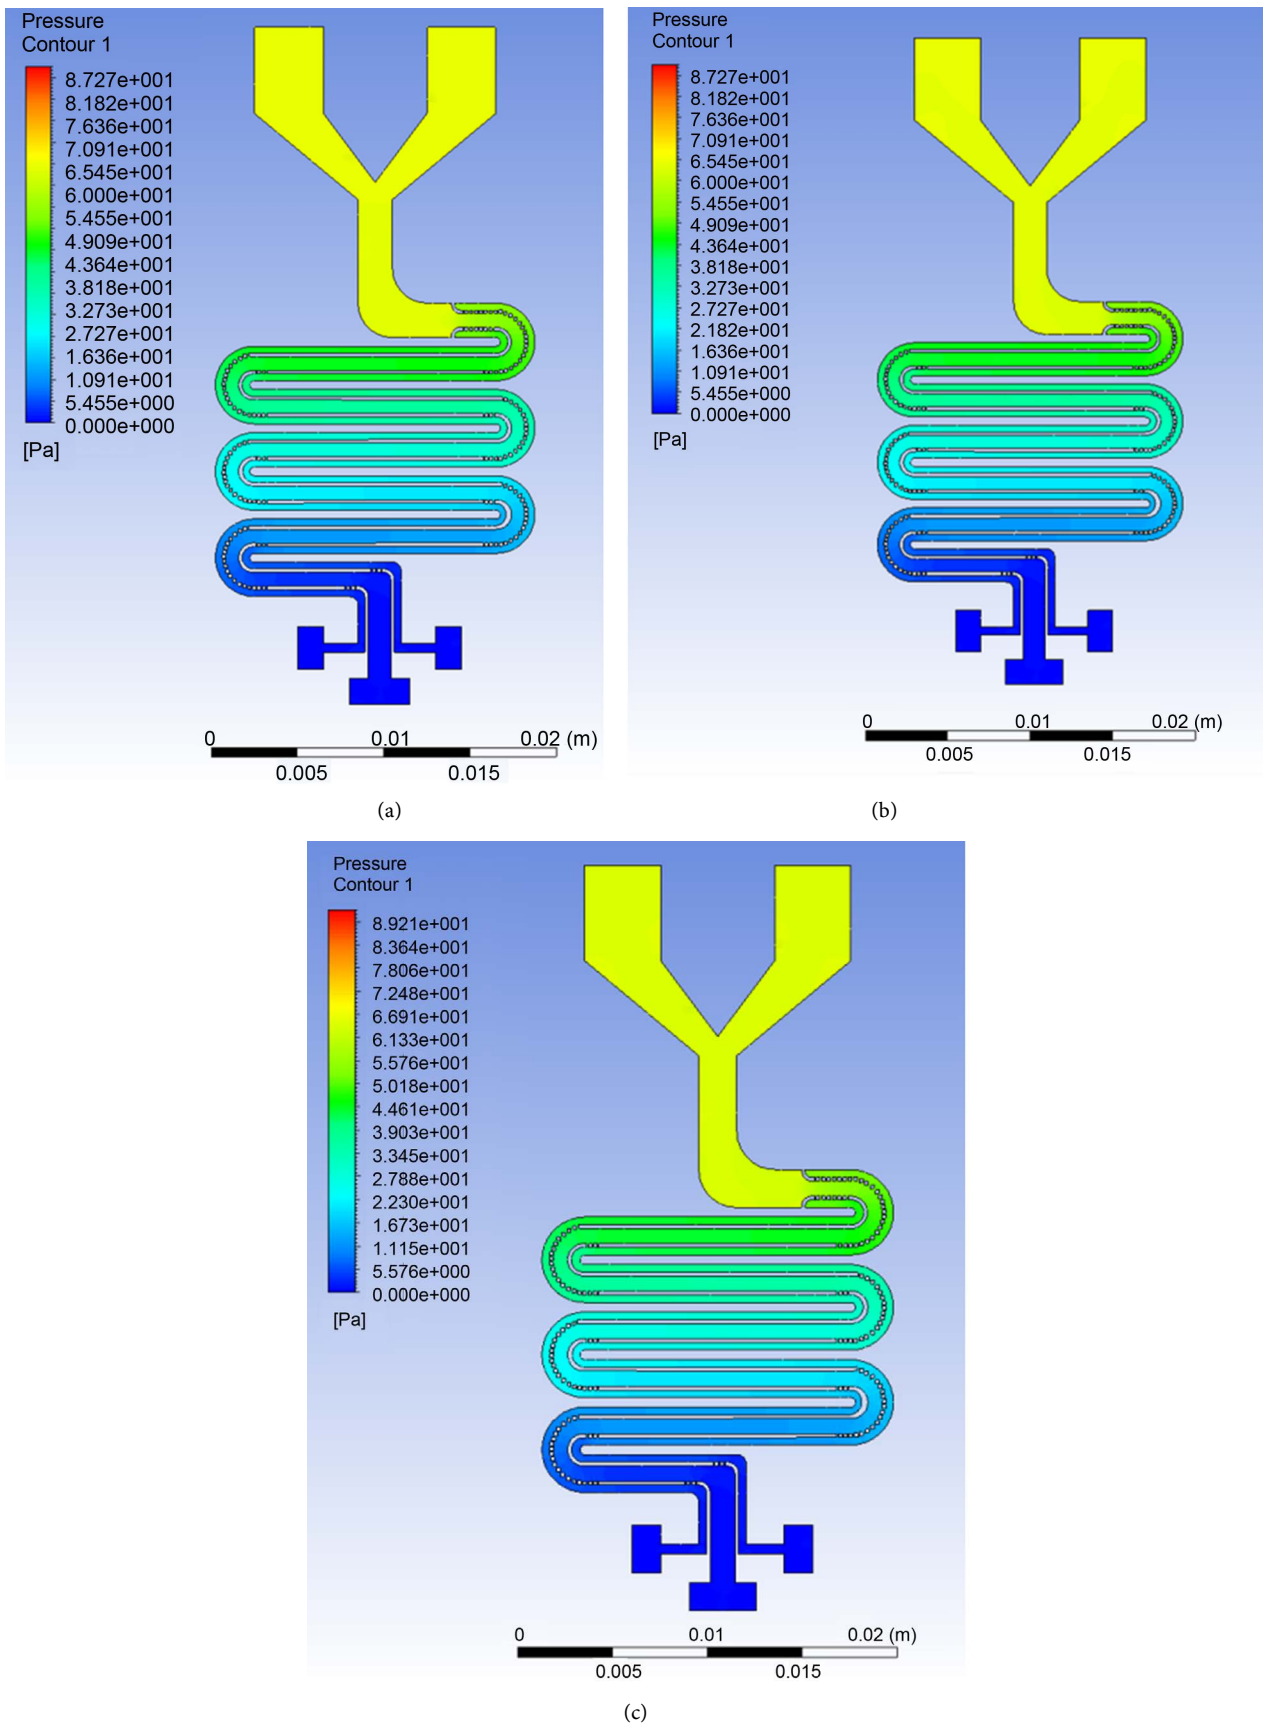 Pressure
Contour 1
8.727e+001
8.182e+001
7.636e+001
7.091e+001
6.545e+001
6.000e+001
5.455e+001
4.909e+001
4.364e+001
3.818e+001
3.273e+001
2.727e+001
1.636e+001
1.091e+001
5.455e+000
0.000e+000
[Pa]
0 0.01 0.02 (m)
0.005 0.015
(a)
Pressure
Contour 1
8.727e+001
8.182e+001
7.636e+001
7.091e+001
6.545e+001
6.000e+001
5.455e+001
4.909e+001
4.364e+001
3.818e+001
3.273e+001
2.727e+001
2.182e+001
1.636e+001
1.091e+001
5.455e+000
0.000e+000
[Pa]
0 0.01 0.02 (m)
0.005 0.015
(b)
Pressure
Contour 1
8.921e+001
8.364e+001
7.806e+001
7.248e+001
6.691e+001
6.133e+001
5.576e+001
5.018e+001
4.461e+001
3.903e+001
3.345e+001
2.788e+001
2.230e+001
1.673e+001
1.115e+001
5.576e+000
0.000e+000
[Pa]
0 0.01 0.02 (m)
0.005 0.015
(c)